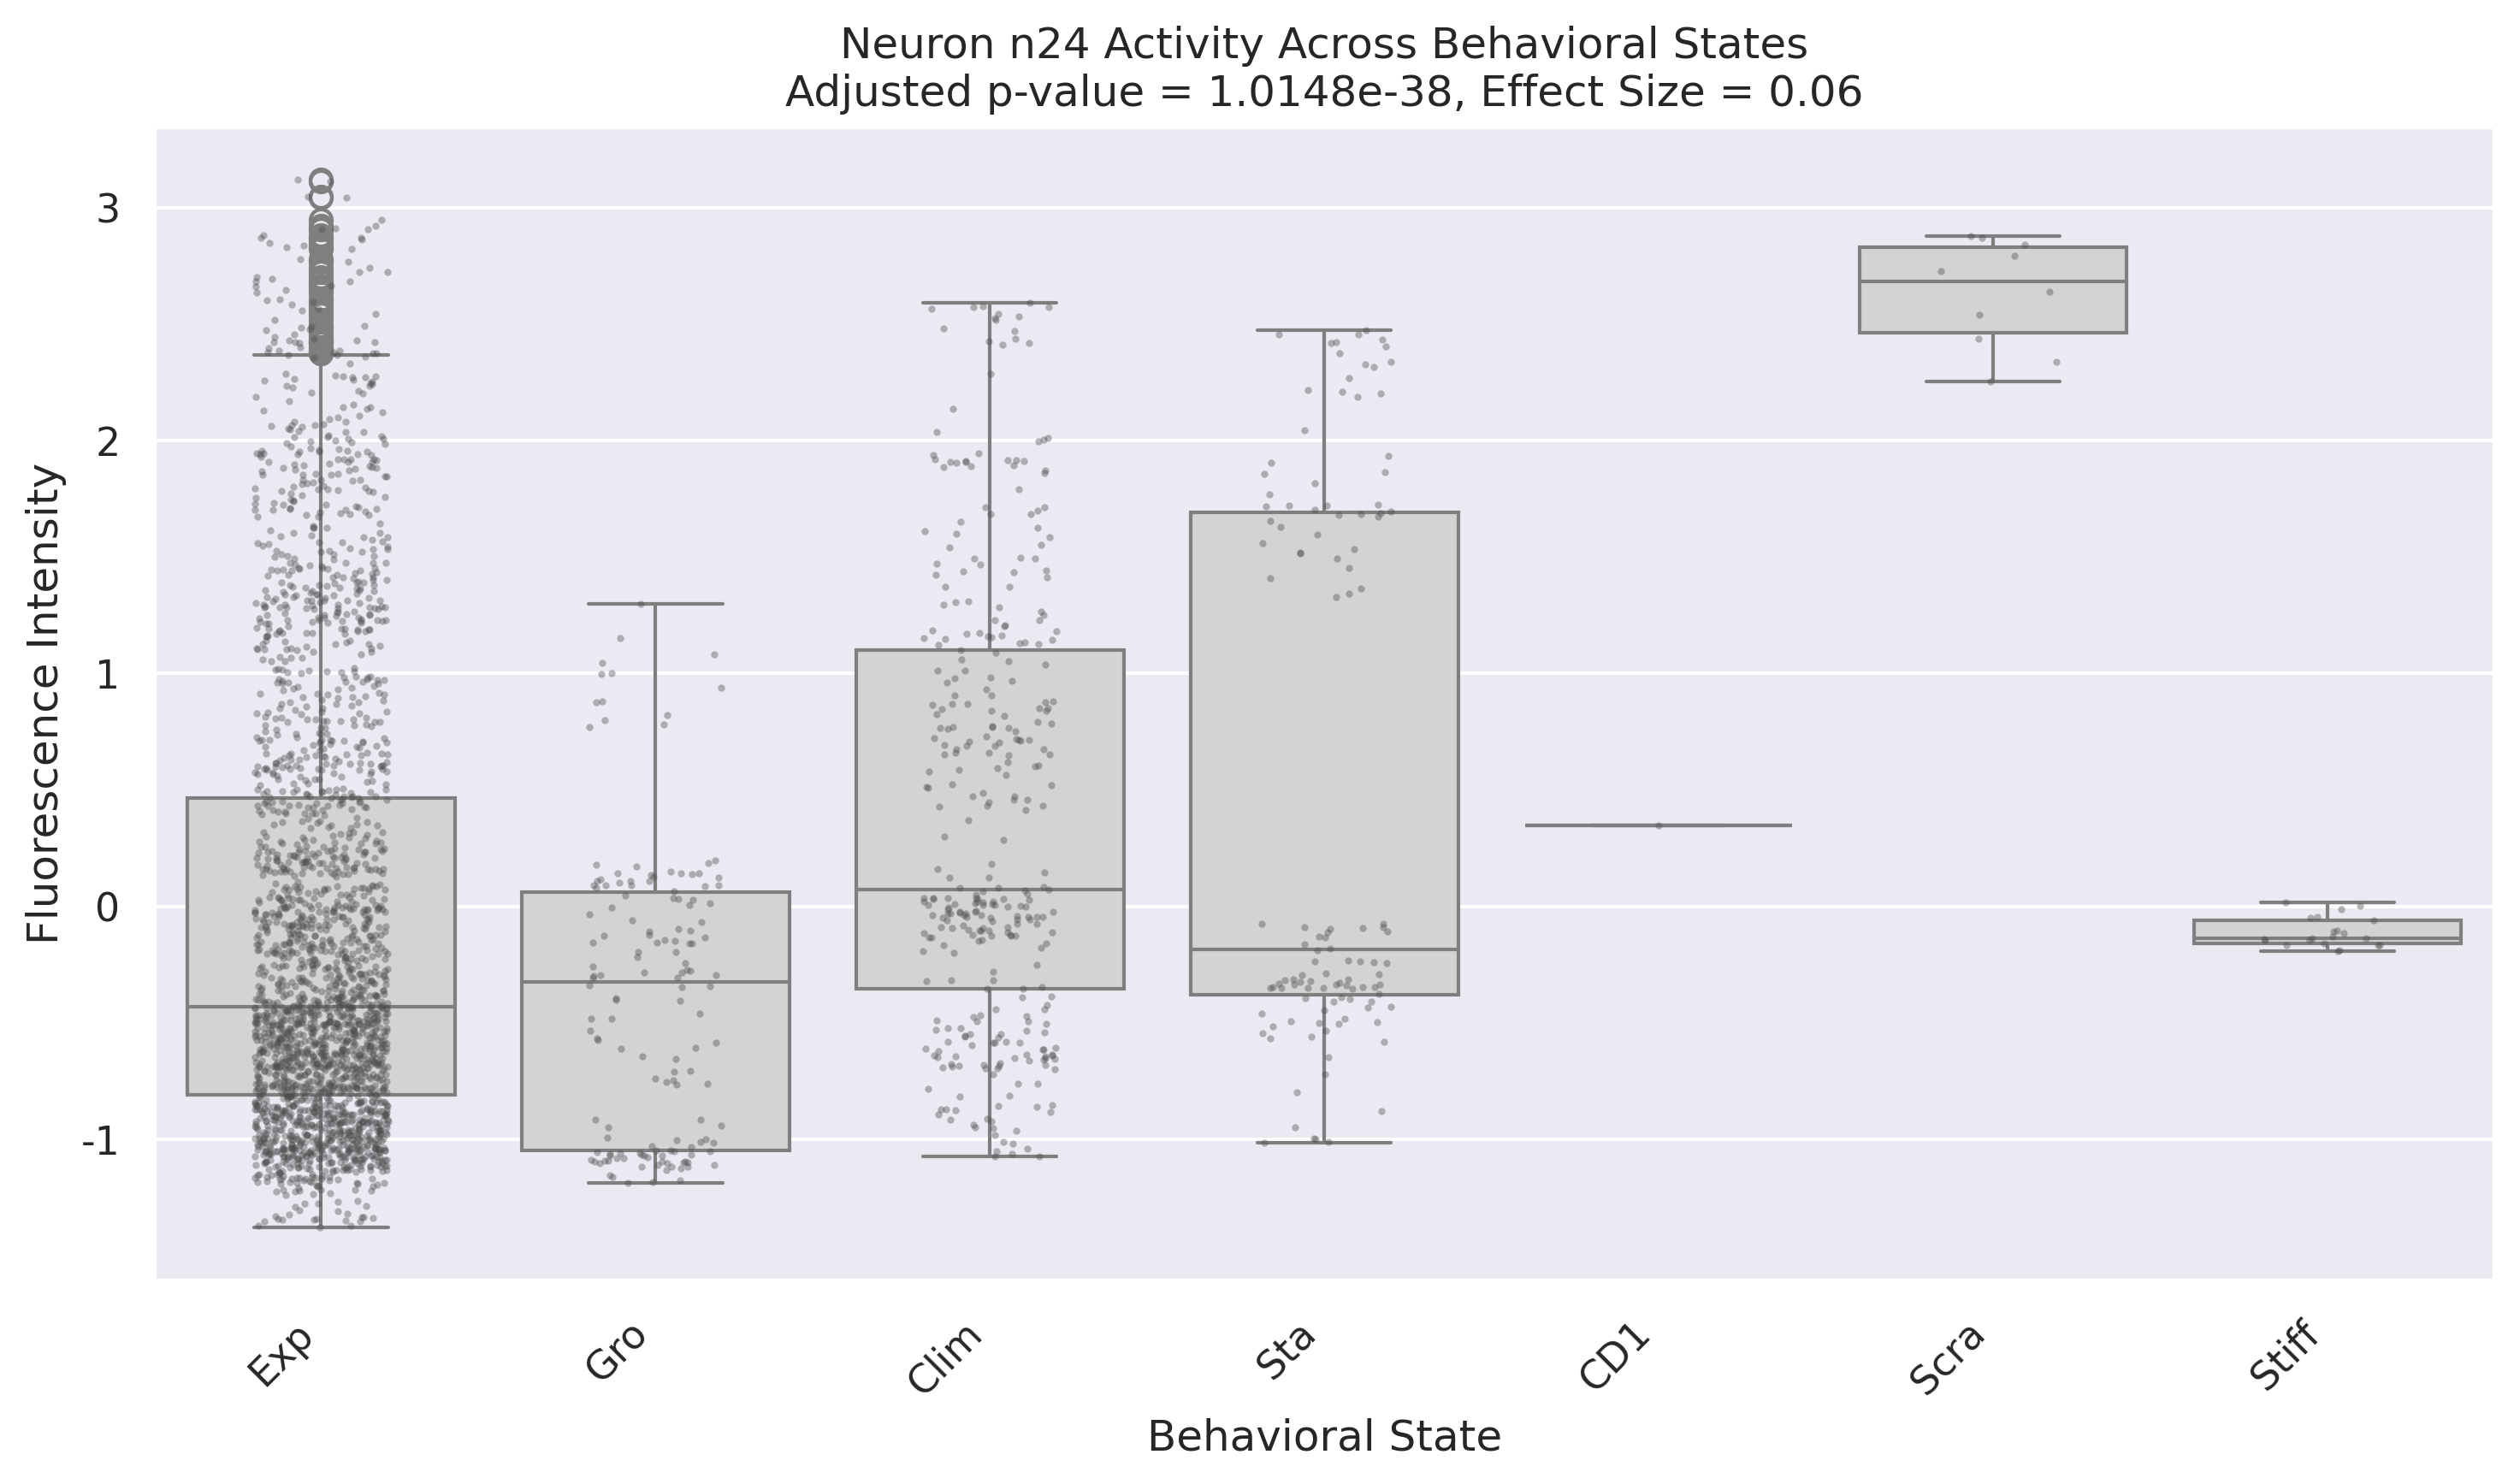 Neuron n24 Activity Across Behavioral States
Adjusted p-value = 1.0148e-38, Effect Size = 0.06
Fluorescence Intensity
3
2
1
0
-1
Exp
Gro
Clim
Sta
CD1
Scra
Stiff
Behavioral State